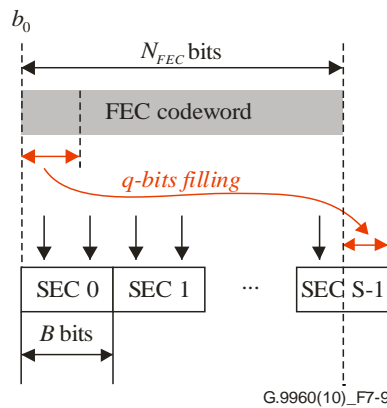 b0
NFEC bits
FEC codeword
q-bits filling
SEC 0 SEC 1 ... SEC S-1
B bits
G.9960(10)_F7-9